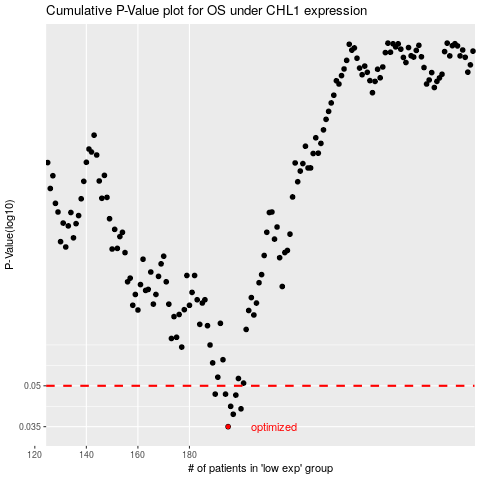 Cumulative P-Value plot for OS under CHL1 expression
P-Value(log10)
0.05
0.035
optimized
120 140 160 180
# of patients in 'low exp' group